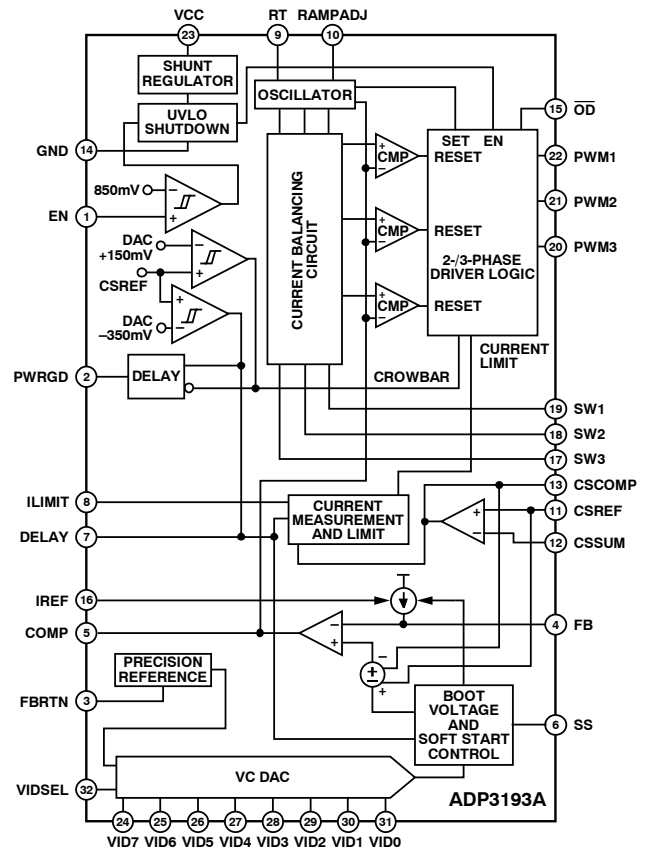 VCC
RT
RAMPADJ
23
9
10
SHUNT
REGULATOR
OSCILLATOR
UVLO
SHUTDOWN
15
OD
SET EN
GND
14
+
CMP
–
RESET
22
PWM1
850mV
–
+
EN
1
21
PWM2
DAC
+150mV
–
+
CSREF
CURRENT BALANCING
CIRCUIT
+
CMP
–
RESET
20
PWM3
2-/3-PHASE
DRIVER LOGIC
+
–
DAC
–350mV
+
CMP
–
RESET
CURRENT
LIMIT
PWRGD
2
DELAY
CROWBAR
19
SW1
18
SW2
17
SW3
13
CSCOMP
ILIMIT
8
CURRENT
MEASUREMENT
AND LIMIT
+
–
11
CSREF
DELAY
7
12
CSSUM
IREF
16
COMP
5
–
+
4
FB
PRECISION
REFERENCE
–
±
+
FBRTN
3
BOOT
VOLTAGE
AND
SOFT START
CONTROL
6
SS
VIDSEL
32
VC DAC
ADP3193A
24
25
26
27
28
29
30
31
VID7 VID6 VID5 VID4 VID3 VID2 VID1 VID0